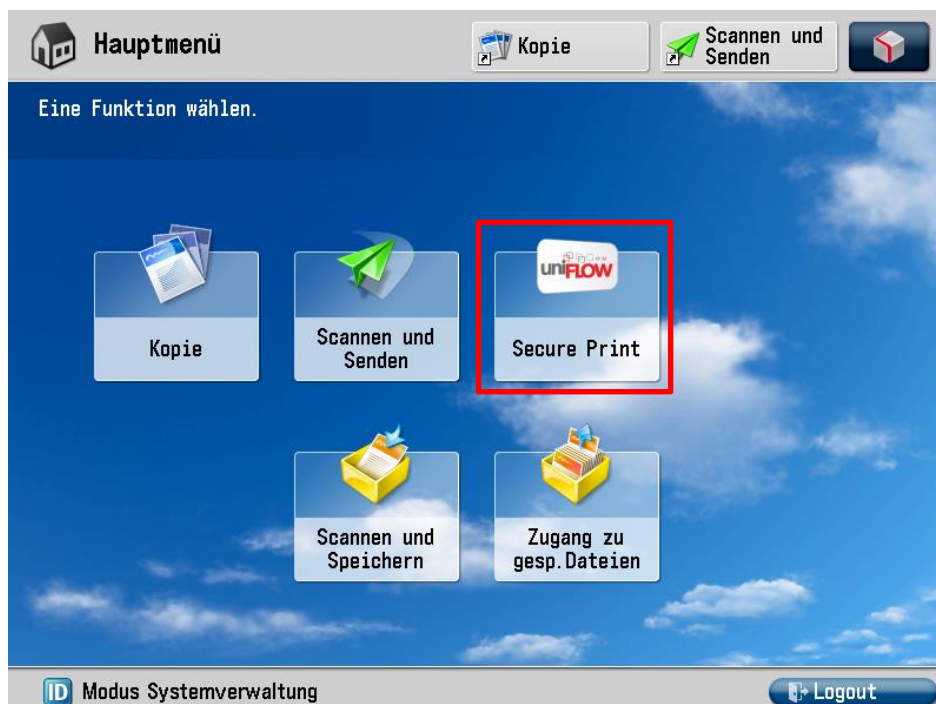 Hauptmenü
Kopie
Scannen und
Senden
Eine Funktion wählen.
Kopie
Scannen und
Senden
uniFLOW
Secure Print
Scannen und
Speichern
Zugang zu
gesp.Dateien
ID
Modus Systemverwaltung
Logout